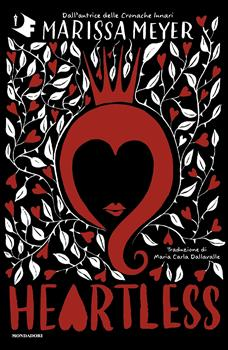 Dall'autrice delle Cronache lunari
MARISSA MEYER
Traduzione di
Maria Carla Dallavalle
HEARTLESS
MONDADORI